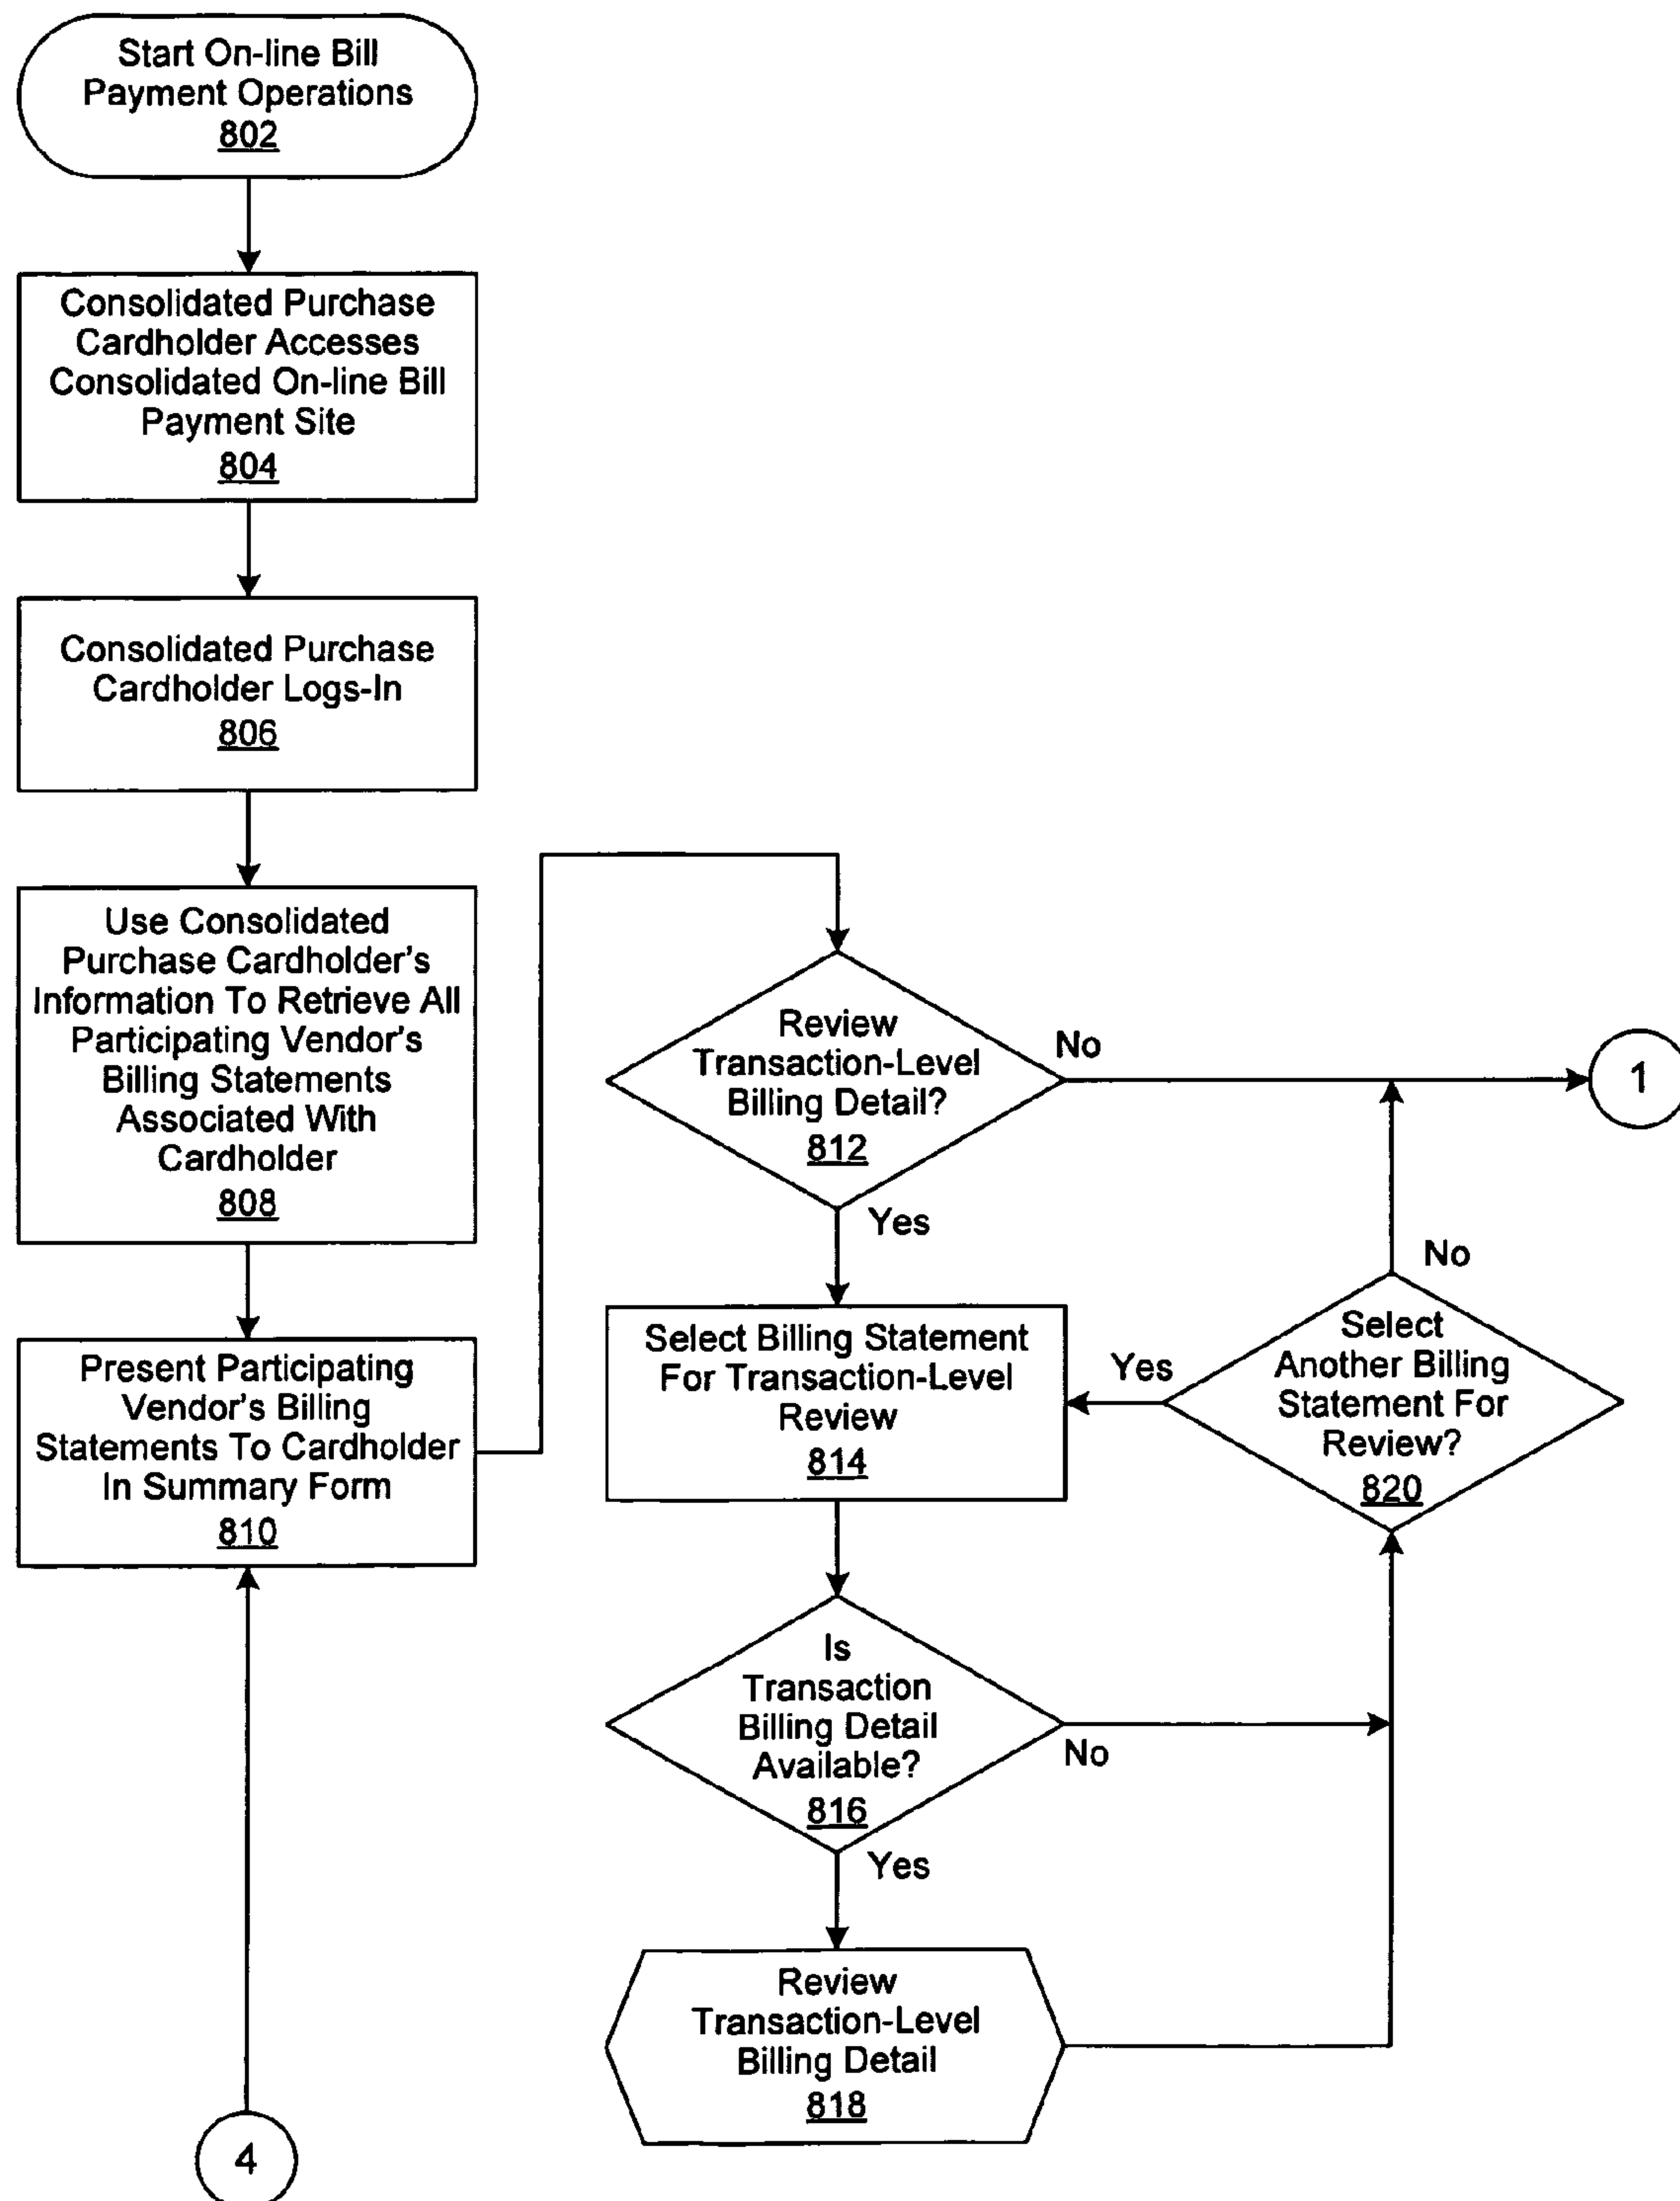 Start On-line Bill
Payment Operations
802
Consolidated Purchase
Cardholder Accesses
Consolidated On-line Bill
Payment Site
804
Consolidated Purchase
Cardholder Logs-In
806
Use Consolidated
Purchase Cardholder's
Information To Retrieve All
Participating Vendor's
Billing Statements
Associated With
Cardholder
808
Present Participating
Vendor's Billing
Statements To Cardholder
In Summary Form
810
4
Review
Transaction-Level
Billing Detail?
812
No
1
Yes
Select Billing Statement
For Transaction-Level
Review
814
Yes
No
Select
Another Billing
Statement For
Review?
820
Is
Transaction
Billing Detail
Available?
816
No
Yes
Review
Transaction-Level
Billing Detail
818